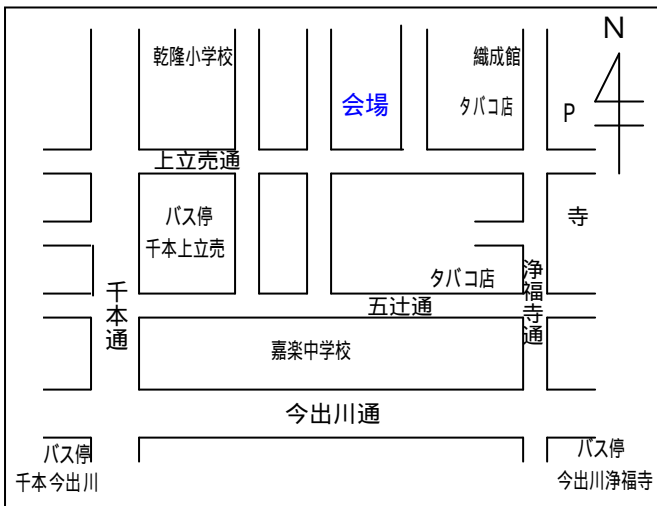 N
乾隆小学校
織成館
会場
タバコ店
P
上立売通
バス停
千本上立売
寺
タバコ店
浄福寺通
千本通
五辻通
嘉楽中学校
今出川通
バス停
千本今出川
バス停
今出川浄福寺